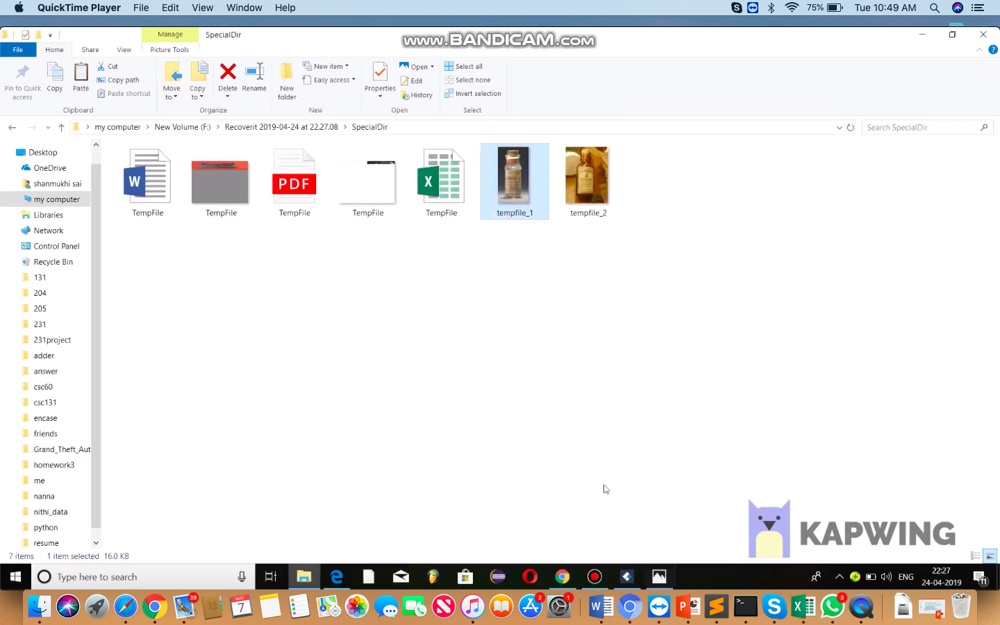 QuickTime Player File Edit View Window Help 75% Tue 10:49 AM
Manage SpecialDir
www.BANDICAM.com
File Home Share View Picture Tools
Pin to Quick access
Copy
Paste
Cut
Copy path
Paste shortcut
Clipboard
Move to
Copy to
Delete
Rename
Organize
New folder
New item
Easy access
New
Properties
Open
Edit
History
Open
Select all
Select none
Invert selection
Select
my computer New Volume (F:) Recoverit 2019-04-24 at 22.27.08 SpecialDir
Search SpecialDir
Desktop
OneDrive
shanmukhi sai
my computer
Libraries
Network
Control Panel
Recycle Bin
131
204
205
231
231project
adder
answer
csc60
csc131
encase
friends
Grand_Theft_Aut
homework3
me
nanna
nithi_data
python
resume
W
PDF
X
TempFile TempFile TempFile TempFile TempFile tempfile_1 tempfile_2
KAPWING
7 items 1 item selected 16.0 KB
Type here to search
ENG
22:27
24-04-2019
11
38
MAY
7
2
1
3